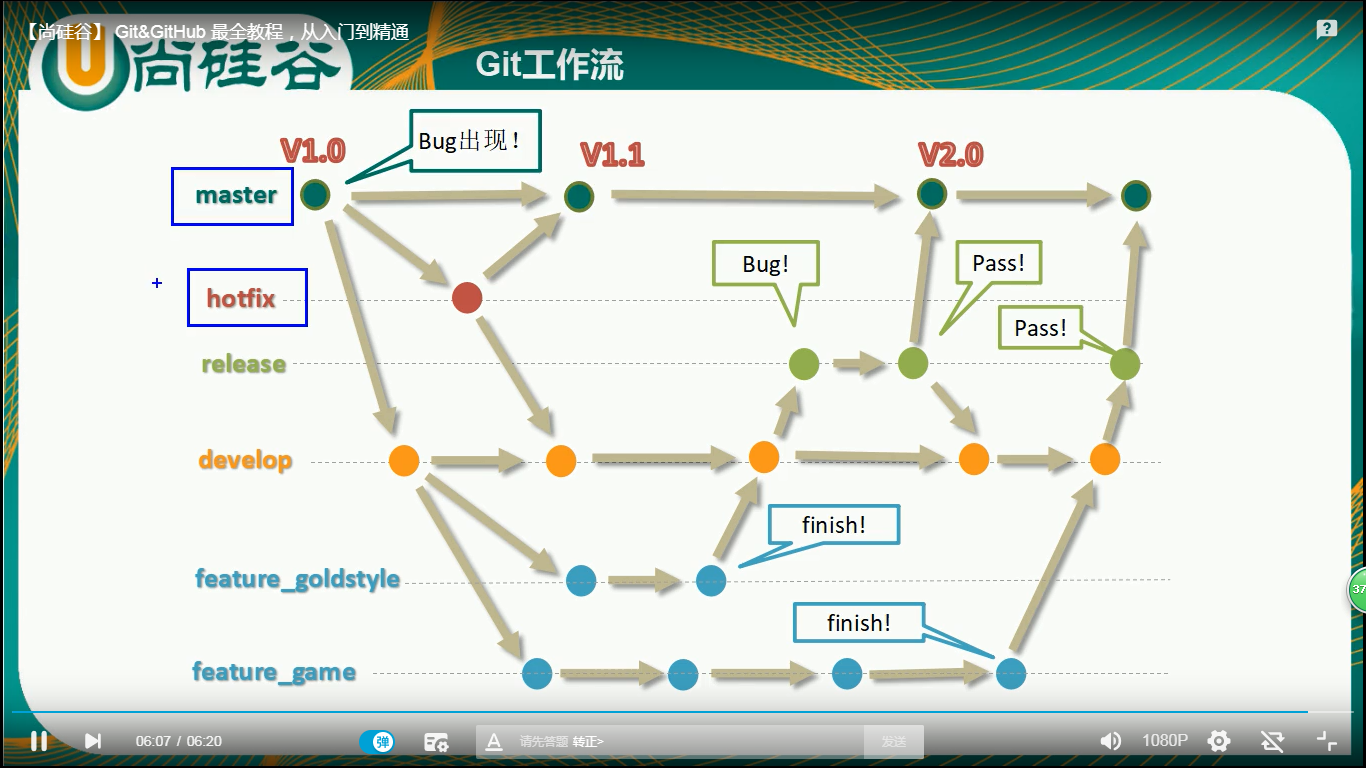 【尚硅谷】 Git&GitHub 最全教程，从入门到精通
U尚硅谷
Git工作流
Bug出现！
V1.0
V1.1
V2.0
master
Bug!
Pass!
hotfix
Pass!
release
develop
finish!
feature_goldstyle
finish!
feature_game
37
06:07 / 06:20
弹
A
请先答题 转正>
发送
1080P